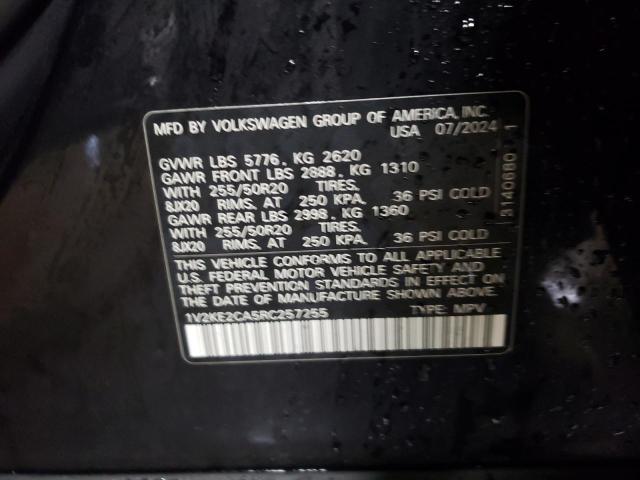 MFD BY VOLKSWAGEN GROUP OF AMERICA, INC.
USA 07/2024
GVWR LBS 5776, KG 2620
GAWR FRONT LBS 2888, KG 1310
WITH 255/50R20 TIRES.
8JX20 RIMS. AT 250 KPA. 36 PSI COLD
GAWR REAR LBS 2998, KG 1360
WITH 255/50R20 TIRES.
8JX20 RIMS. AT 250 KPA. 36 PSI COLD
THIS VEHICLE CONFORMS TO ALL APPLICABLE
U.S. FEDERAL MOTOR VEHICLE SAFETY AND
THEFT PREVENTION STANDARDS IN EFFECT ON THE
DATE OF MANUFACTURE SHOWN ABOVE.
1V2KE2CA5RC257255 TYPE: MPV
3140680 1